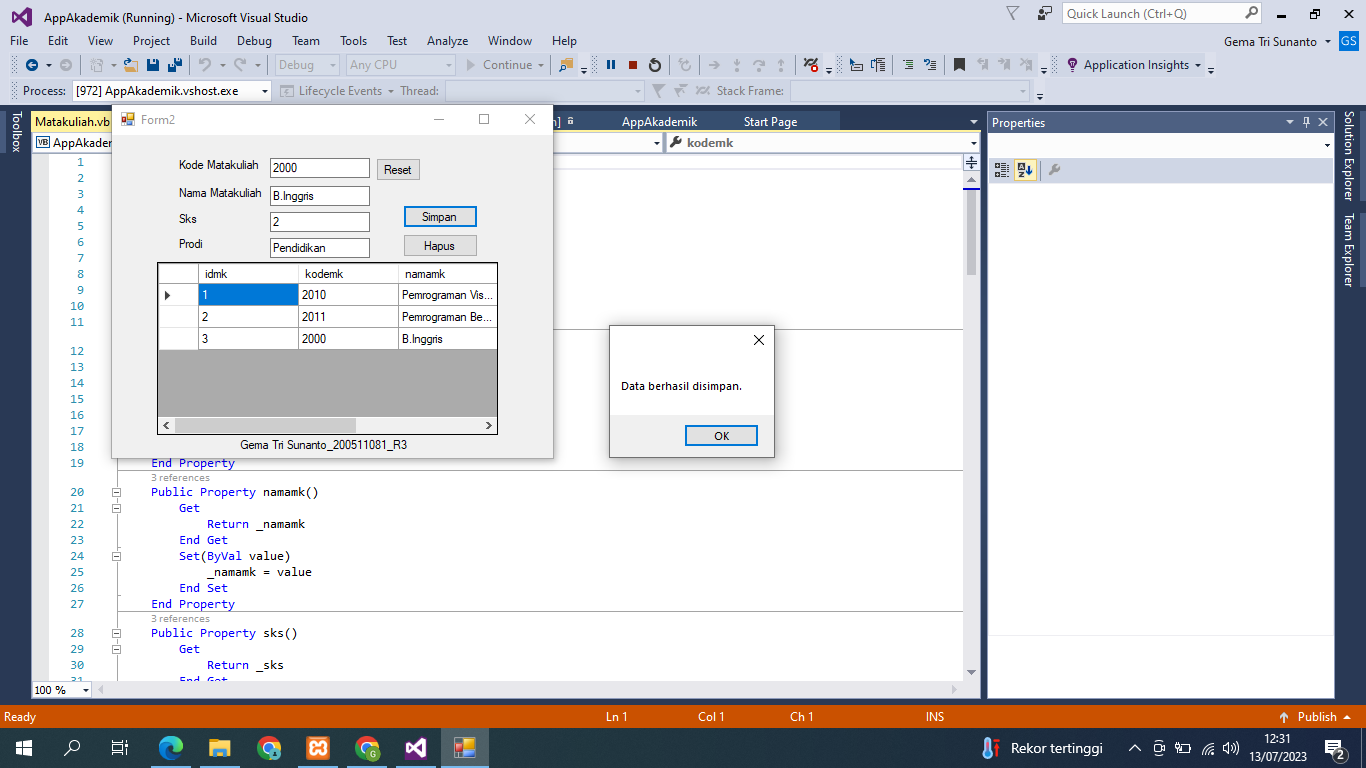 AppAkademik (Running) - Microsoft Visual Studio
Quick Launch (Ctrl+Q)
File Edit View Project Build Debug Team Tools Test Analyze Window Help
Gema Tri Sunanto GS
Debug Any CPU Continue Application Insights
Process: [972] AppAkademik.vshost.exe Lifecycle Events Thread: Stack Frame:
Toolbox
Matakuliah.vb
AppAkademik Start Page
VB AppAkadem
kodemk
Form2
Kode Matakuliah 2000 Reset
Nama Matakuliah B.Inggris
Sks 2 Simpan
Prodi Pendidikan Hapus
idmk kodemk namamk
1 2010 Pemrograman Vis...
2 2011 Pemrograman Be...
3 2000 B.Inggris
Gema Tri Sunanto_200511081_R3
Data berhasil disimpan.
OK
1
2
3
4
5
6
7
8
9
10
11
12
13
14
15
16
17
18
19 End Property
3 references
20 Public Property namamk()
21 Get
22 Return _namamk
23 End Get
24 Set(ByVal value)
25 _namamk = value
26 End Set
27 End Property
3 references
28 Public Property sks()
29 Get
30 Return _sks
31 End Get
100 %
Properties
Solution Explorer
Team Explorer
Ready Ln 1 Col 1 Ch 1 INS Publish
Rekor tertinggi
12:31
13/07/2023
2